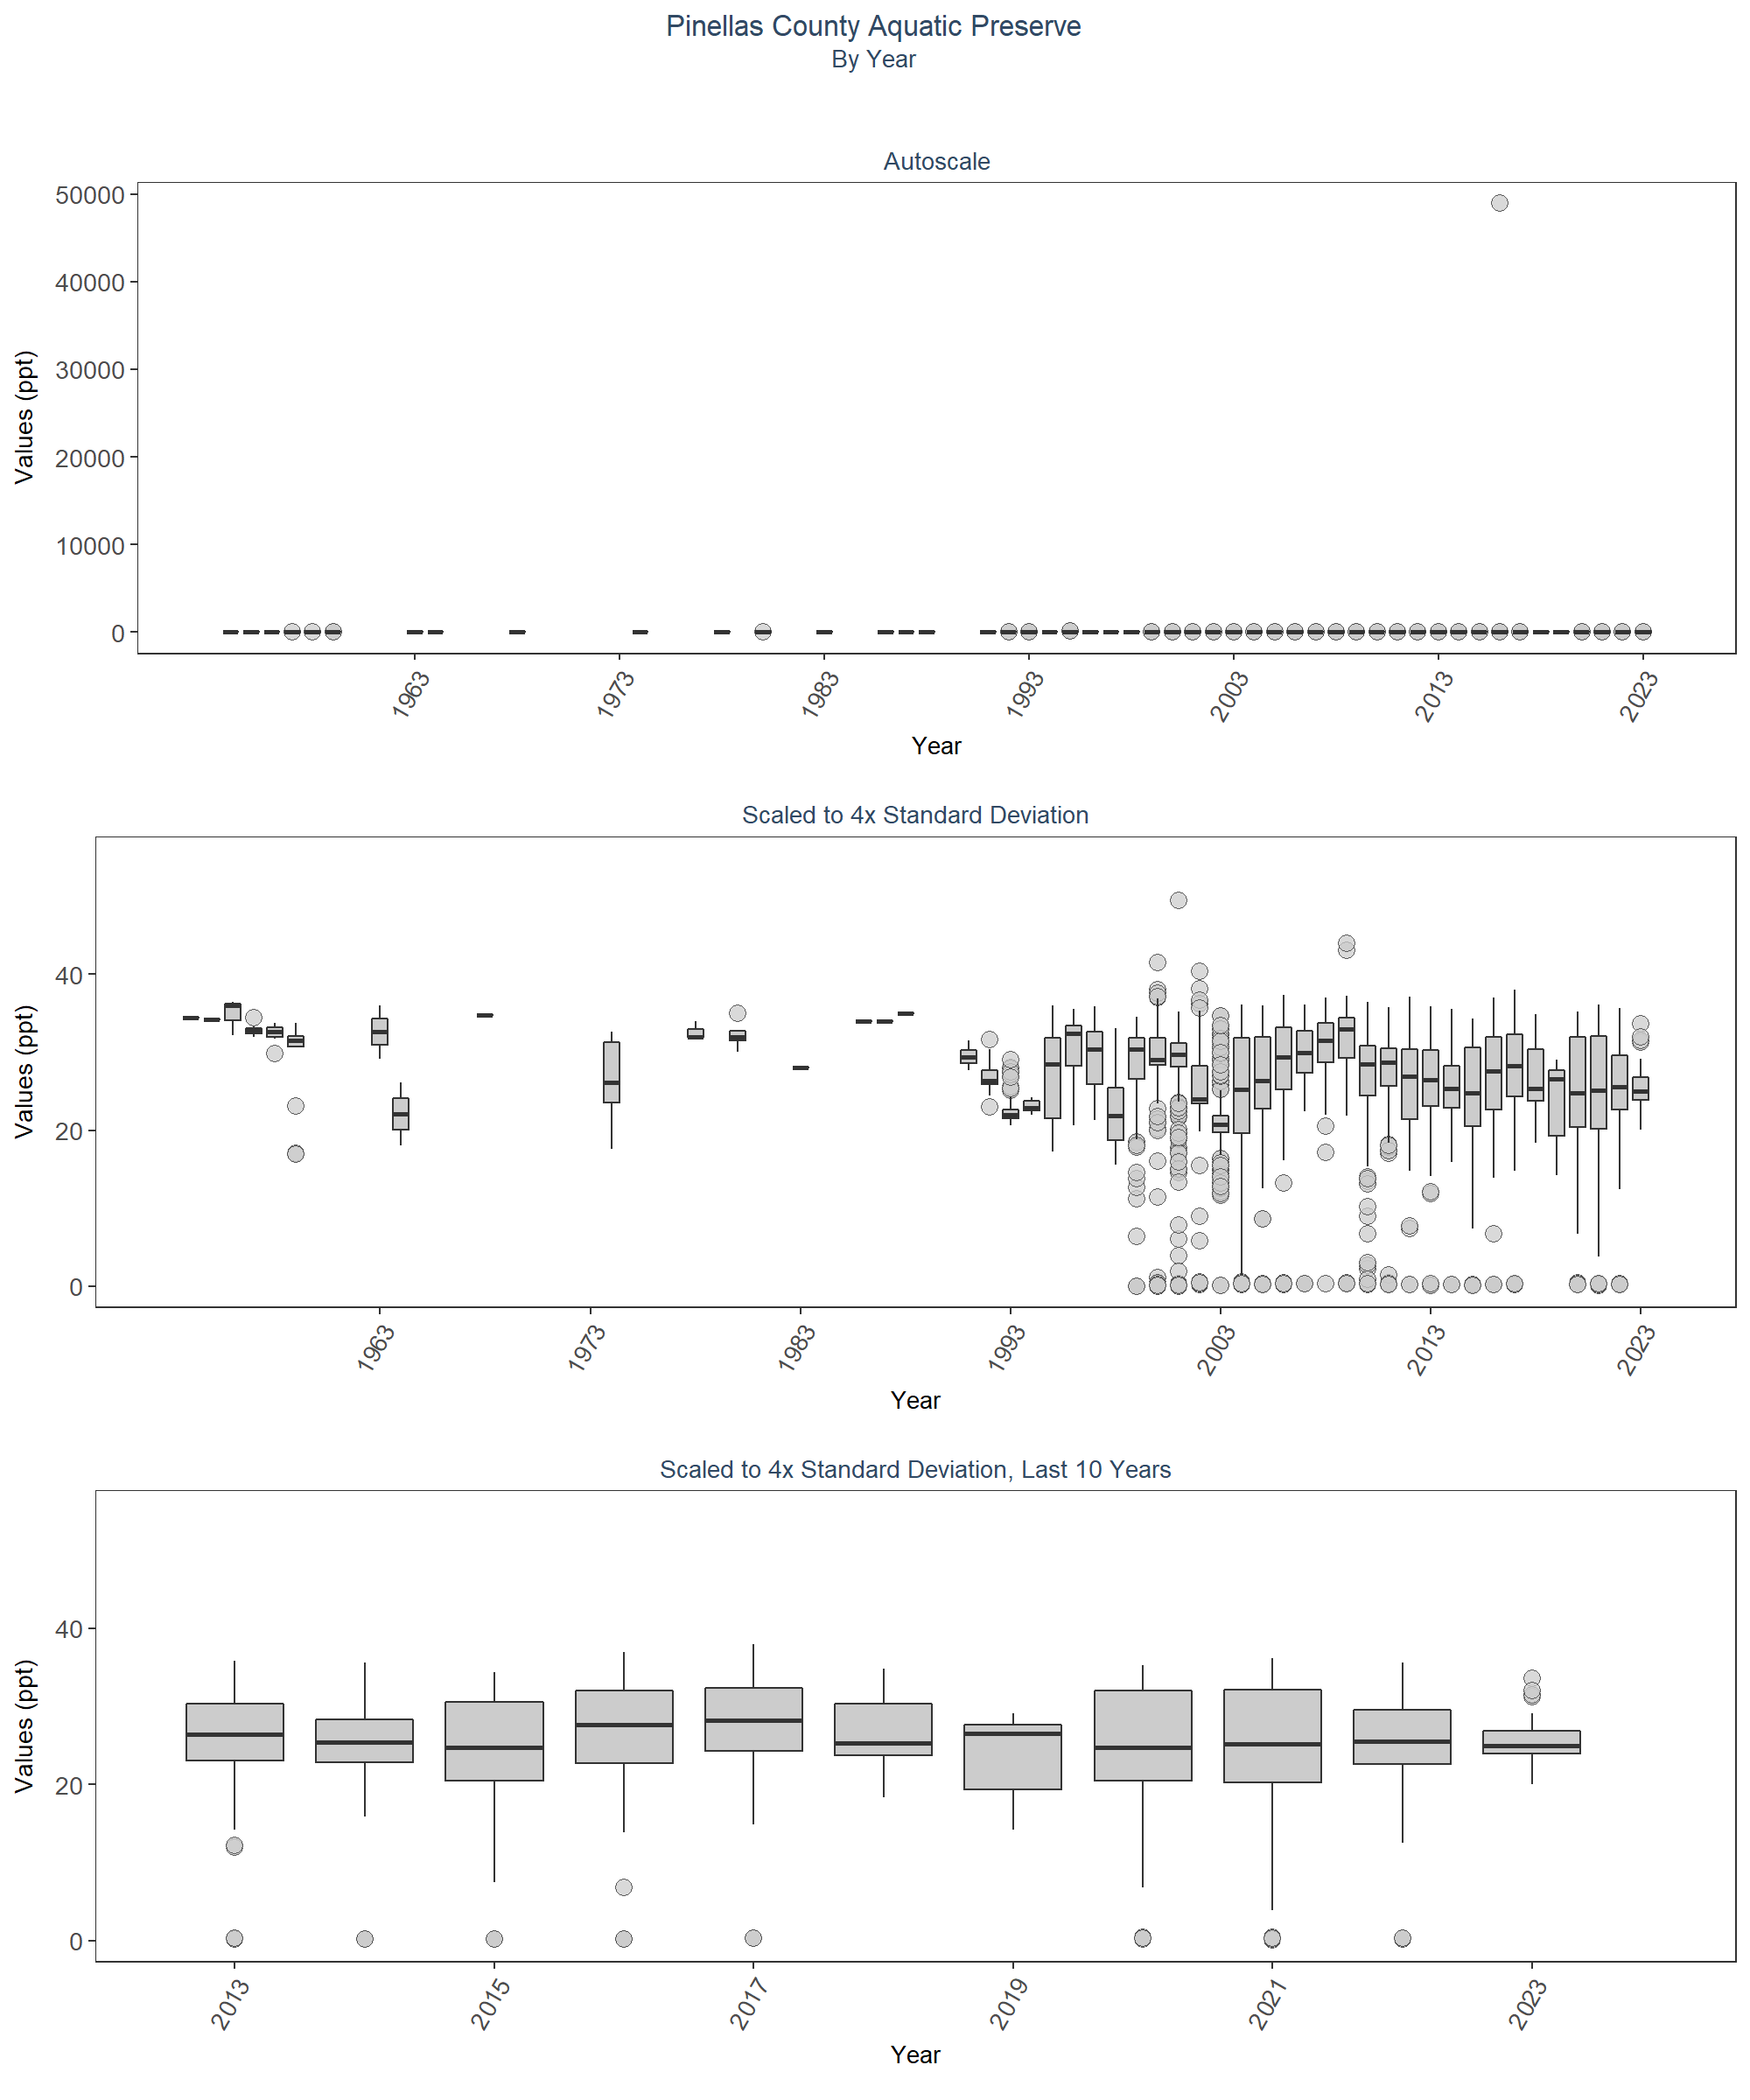 Pinellas County Aquatic Preserve
By Year
Autoscale
Values (ppt)
50000
40000
30000
20000
10000
0
1963 1973 1983 1993 2003 2013 2023
Year
Scaled to 4x Standard Deviation
Values (ppt)
40
20
0
1963 1973 1983 1993 2003 2013 2023
Year
Scaled to 4x Standard Deviation, Last 10 Years
Values (ppt)
40
20
0
2013 2015 2017 2019 2021 2023
Year